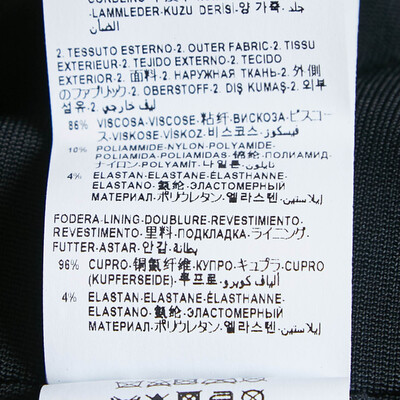 -LAMMLEDER-KUZU DERİSİ-양 가죽-جلد
الضأن
2. TESSUTO ESTERNO-2. OUTER FABRIC-2. TISSU
EXTERIEUR-2. TEJIDO EXTERNO-2. TECIDO
EXTERIOR-2. 面料-2. НАРУЖНАЯ ТКАНЬ-2. 外側
のファブリック-2. OBERSTOFF-2. DIŞ KUMAŞ-2. 외부
섬유-2. ليف خارجي
86% VISCOSA-VISCOSE-粘纤-ВИСКОЗА-ビスコー
ス-VISKOSE-VİSKOZ-비스코스-فيسكوز
10% POLIAMMIDE-NYLON-POLYAMIDE-
POLIAMIDA-POLIAMIDAS-锦纶-ПОЛИАМИД-
ナイロン-POLYAMIT-나일론-نايلون
4% ELASTAN-ELASTANE-ELASTHANNE-
ELASTANO-氨纶-ЭЛАСТОМЕРНЫЙ
МАТЕРИАЛ-ポリウレタン-엘라스텐-إيلاستين
FODERA-LINING-DOUBLURE-REVESTIMIENTO-
REVESTIMENTO-里料-ПОДКЛАДКА-ライニング-
FUTTER-ASTAR-안감-بطانة
96% CUPRO-铜氨纤维-КУПРО-キュプラ-CUPRO
(KUPFERSEIDE)-쿠프로-ألياف كوبرو
4% ELASTAN-ELASTANE-ELASTHANNE-
ELASTANO-氨纶-ЭЛАСТОМЕРНЫЙ
МАТЕРИАЛ-ポリウレタン-엘라스텐-إيلاستين